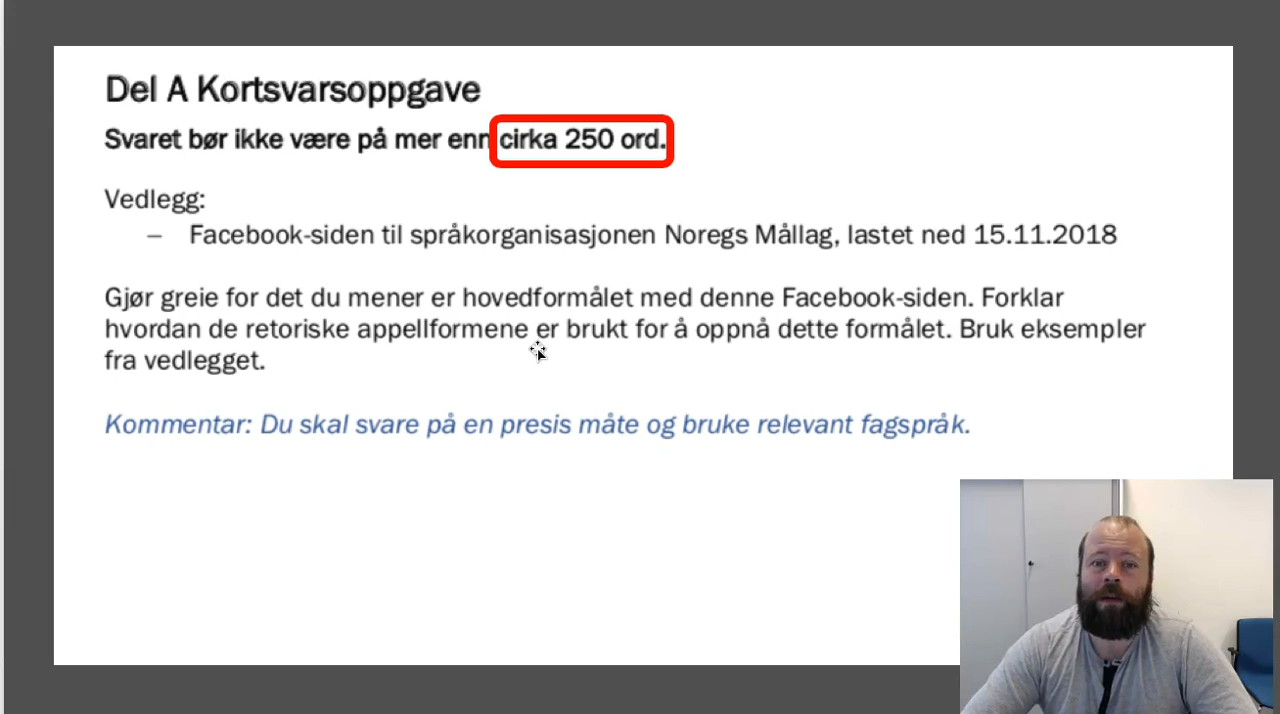 Del A Kortsvarsoppgave
Svaret bør ikke være på mer enn cirka 250 ord.
Vedlegg:
– Facebook-siden til språkorganisasjonen Noregs Mållag, lastet ned 15.11.2018
Gjør greie for det du mener er hovedformålet med denne Facebook-siden. Forklar
hvordan de retoriske appellformene er brukt for å oppnå dette formålet. Bruk eksempler
fra vedlegget.
Kommentar: Du skal svare på en presis måte og bruke relevant fagspråk.